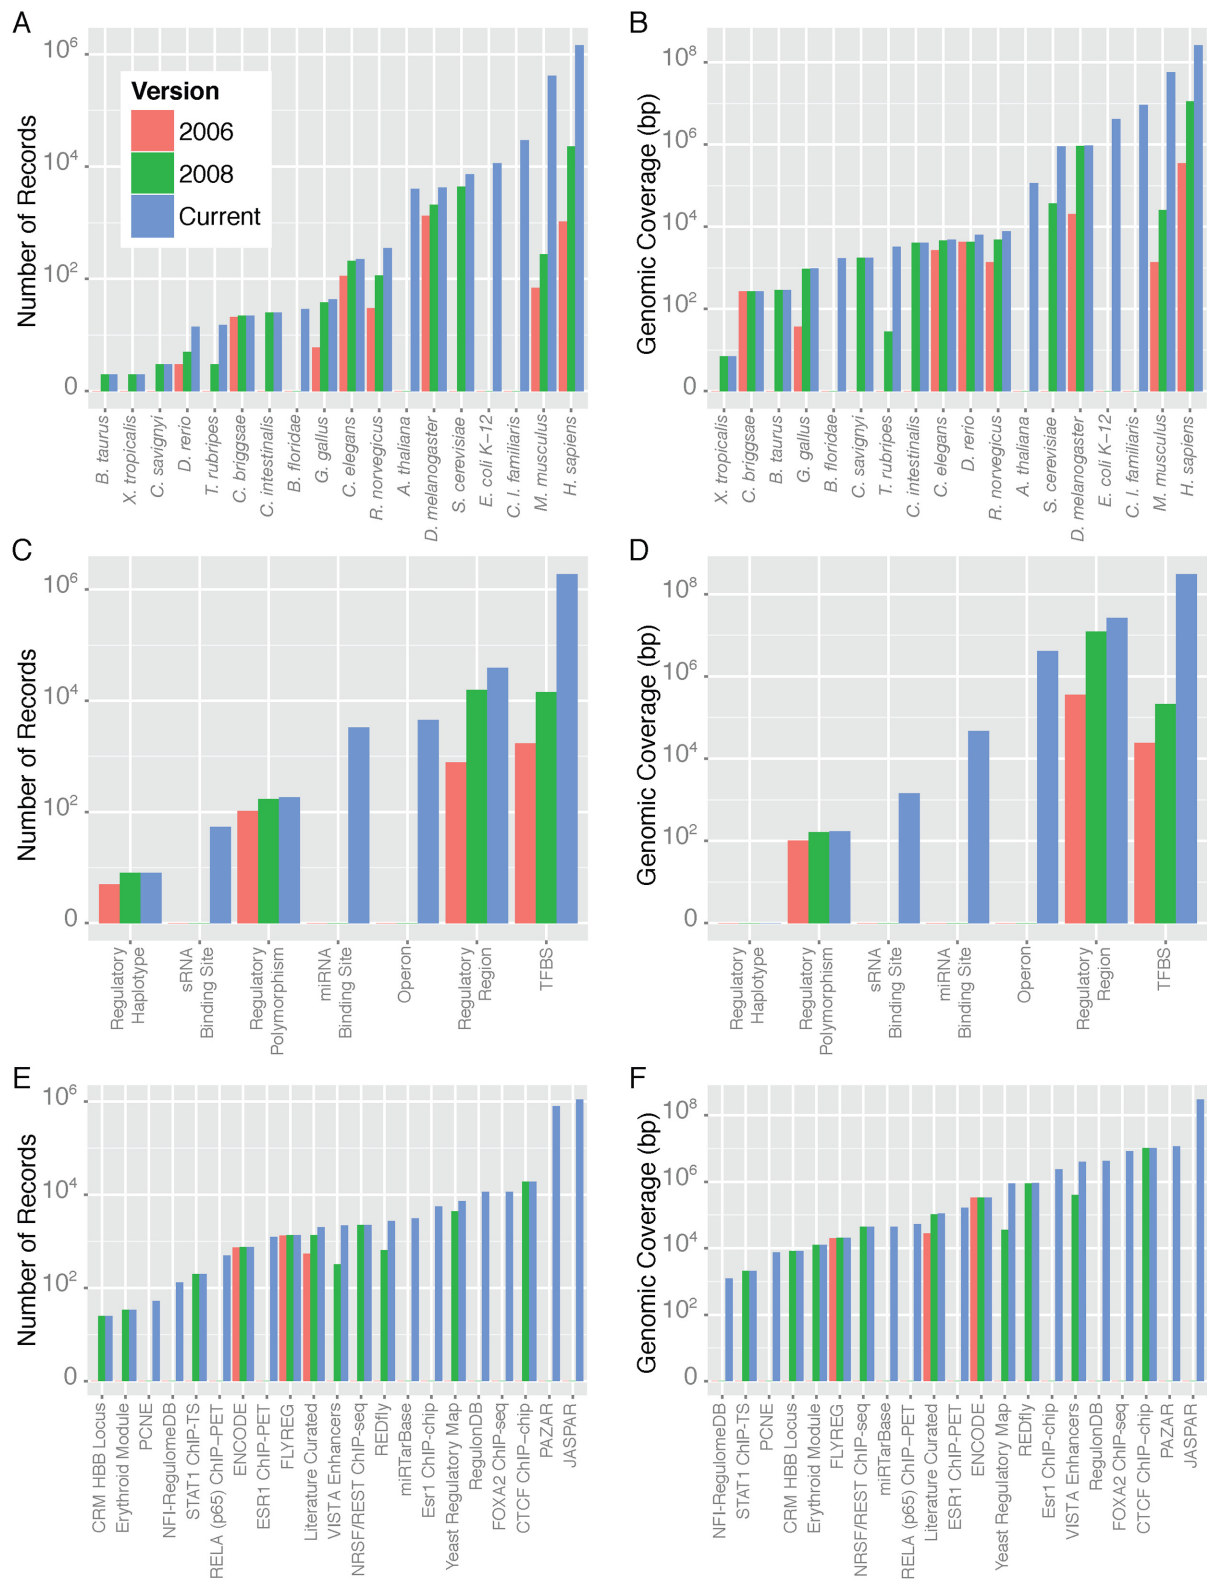 A
Number of Records
10^6
10^4
10^2
0
Version
2006
2008
Current
B. taurus
X. tropicalis
C. savignyi
D. rerio
T. rubripes
C. briggsae
C. intestinalis
B. floridae
G. gallus
C. elegans
R. norvegicus
A. thaliana
D. melanogaster
S. cerevisiae
E. coli K−12
C. l. familiaris
M. musculus
H. sapiens
B
Genomic Coverage (bp)
10^8
10^6
10^4
10^2
0
X. tropicalis
C. briggsae
B. taurus
G. gallus
B. floridae
C. savignyi
T. rubripes
C. intestinalis
C. elegans
D. rerio
R. norvegicus
A. thaliana
S. cerevisiae
D. melanogaster
E. coli K−12
C. l. familiaris
M. musculus
H. sapiens
C
Number of Records
10^6
10^4
10^2
0
Regulatory
Haplotype
sRNA
Binding Site
Regulatory
Polymorphism
miRNA
Binding Site
Operon
Regulatory
Region
TFBS
D
Genomic Coverage (bp)
10^8
10^6
10^4
10^2
0
Regulatory
Haplotype
Regulatory
Polymorphism
sRNA
Binding Site
miRNA
Binding Site
Operon
Regulatory
Region
TFBS
E
Number of Records
10^6
10^4
10^2
0
CRM HBB Locus
Erythroid Module
PCNE
NFI-RegulomeDB
STAT1 ChIP-TS
RELA (p65) ChIP−PET
ENCODE
ESR1 ChIP-PET
FLYREG
Literature Curated
VISTA Enhancers
NRSF/REST ChIP-seq
REDfly
miRTarBase
Esr1 ChIP-chip
Yeast Regulatory Map
RegulonDB
FOXA2 ChIP-seq
CTCF ChIP−chip
PAZAR
JASPAR
F
Genomic Coverage (bp)
10^8
10^6
10^4
10^2
0
NFI-RegulomeDB
STAT1 ChIP-TS
PCNE
CRM HBB Locus
Erythroid Module
FLYREG
NRSF/REST ChIP-seq
miRTarBase
RELA (p65) ChIP−PET
Literature Curated
ESR1 ChIP-PET
ENCODE
Yeast Regulatory Map
REDfly
Esr1 ChIP-chip
VISTA Enhancers
RegulonDB
FOXA2 ChIP-seq
CTCF ChIP−chip
PAZAR
JASPAR